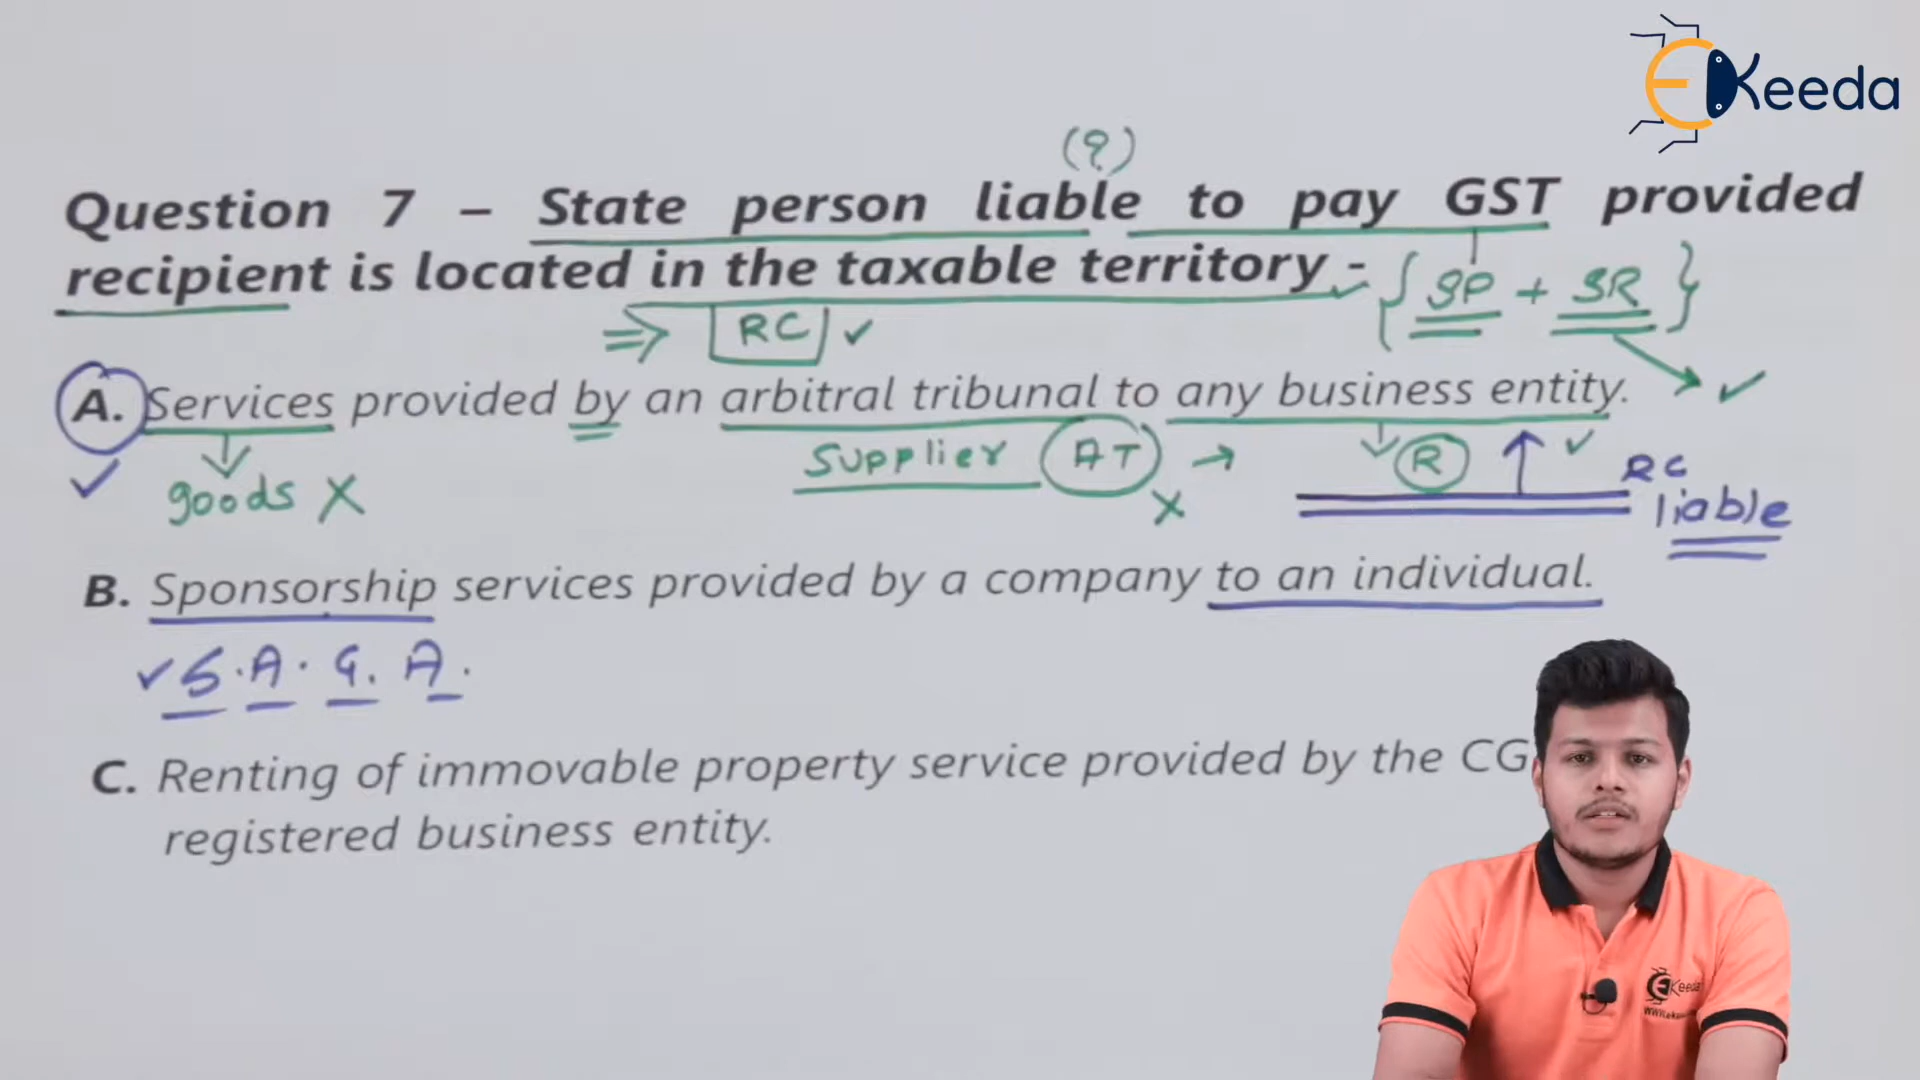 EKeeda
(?)
Question 7 – State person liable to pay GST provided
recipient is located in the taxable territory -
{ SP + SR }
⇒ RC ✓
A. Services provided by an arbitral tribunal to any business entity. ✓
✓ goods X
Supplier AT → R ✓
X
RC
liable
B. Sponsorship services provided by a company to an individual.
✓ S. A. G. A.
C. Renting of immovable property service provided by the CG
registered business entity.
EKeeda